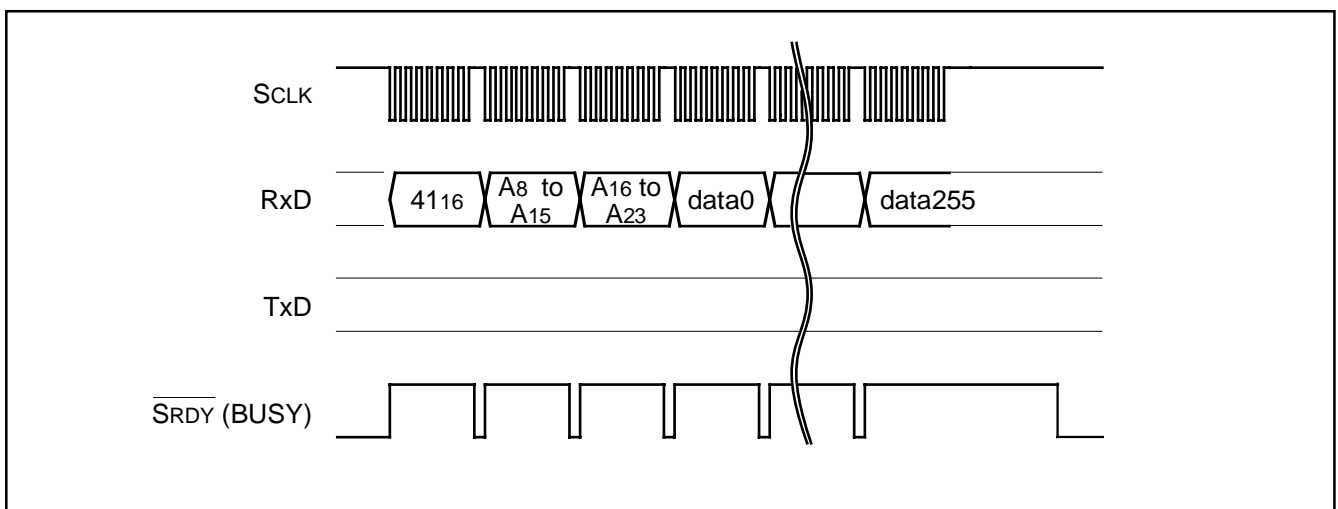 SCLK
RxD
4116
A8 to
A15
A16 to
A23
data0
data255
TxD
SRDY (BUSY)